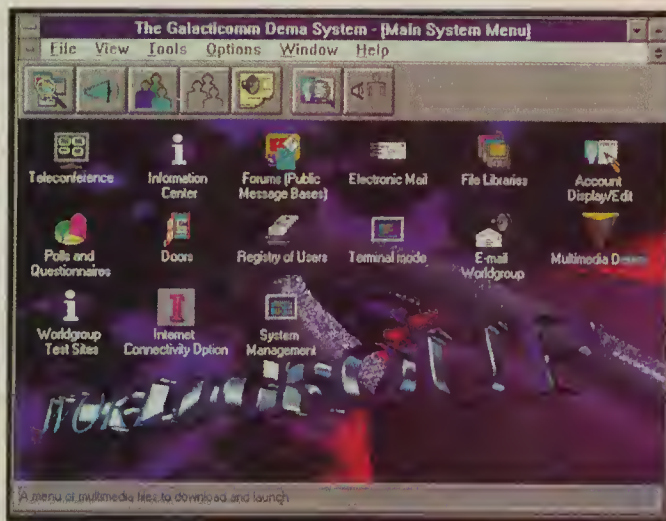 The Galacticomm Dema System - [Main System Menu]
File View Tools Options Window Help
Teleconference
Information Center
Forums (Public Message Bases)
Electronic Mail
File Libraries
Account Display/Edit
Polls and Questionnaires
Doors
Registry of Users
Terminal mode
E-mail Worldgroup
Multimedia
Worldgroup Test Sites
Internet Connectivity Option
System Management
A menu of multimedia files to download and launch